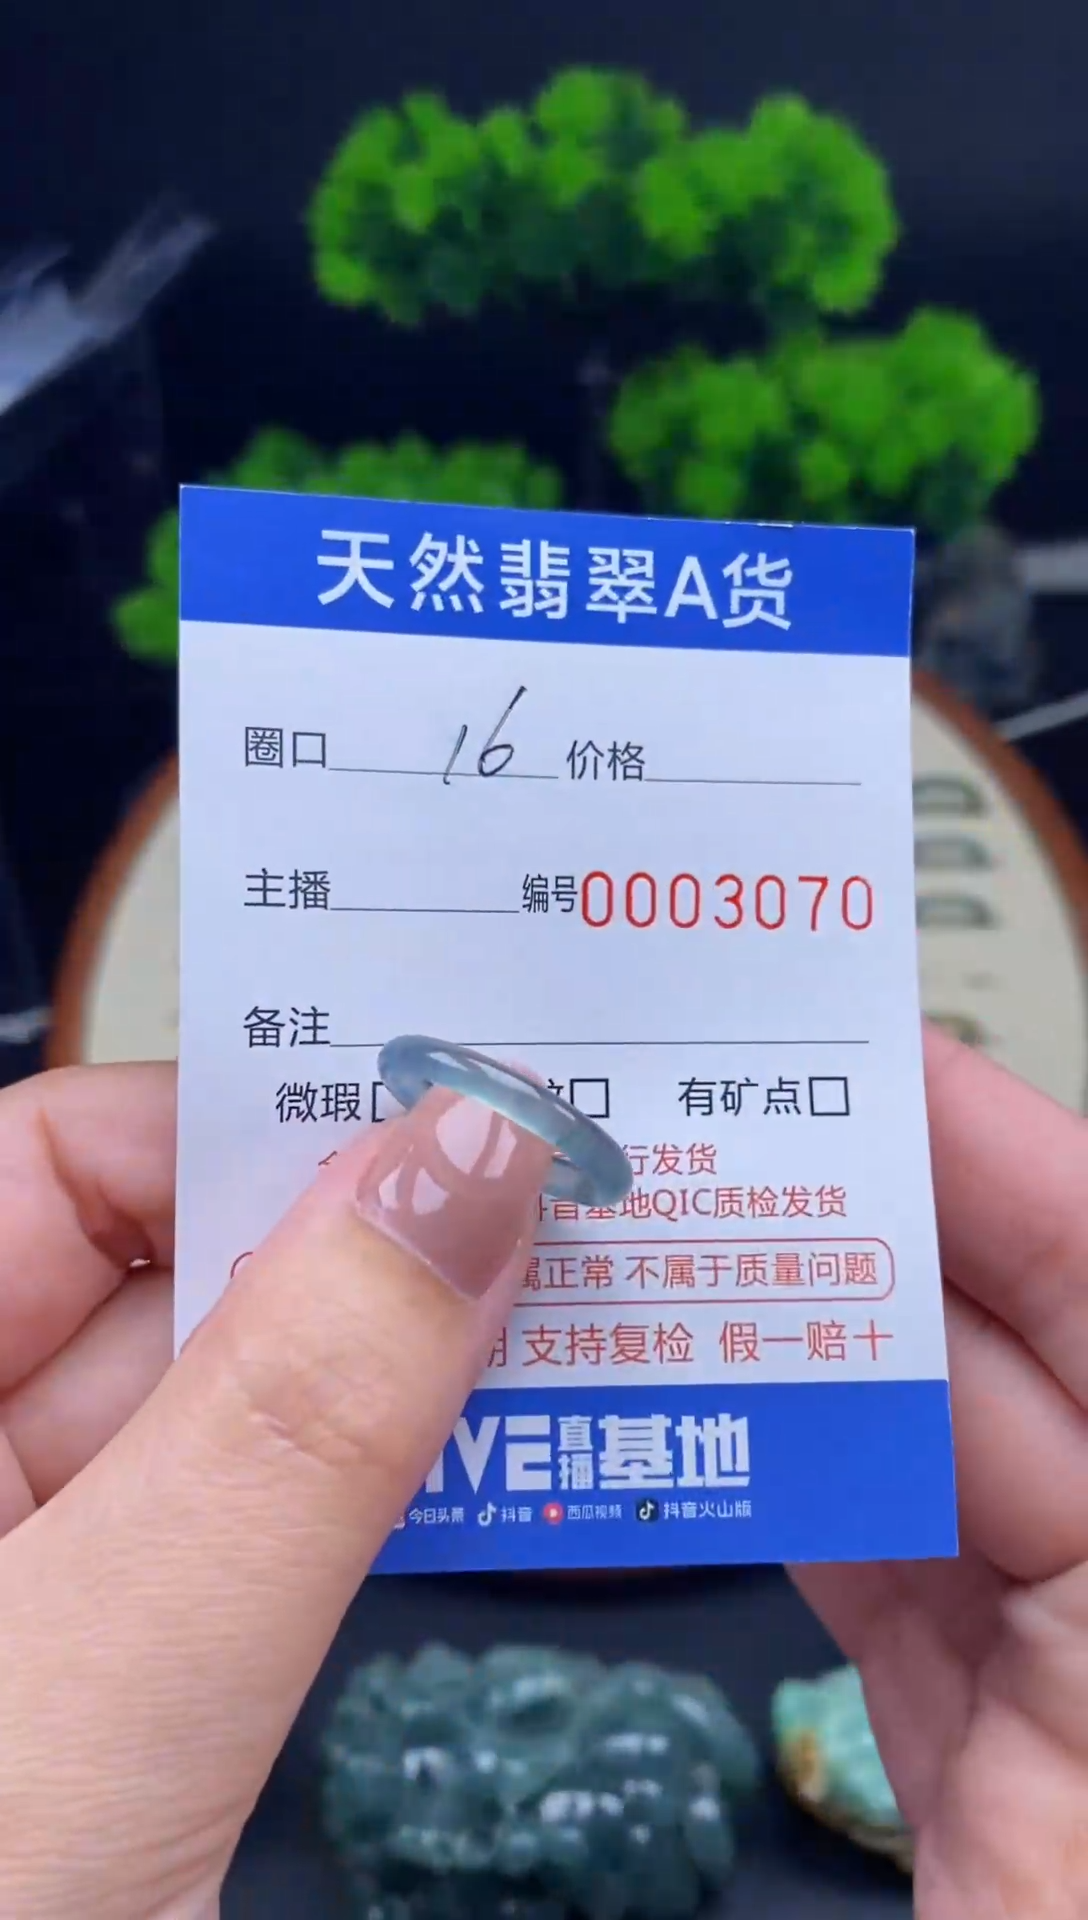 天然翡翠A货
圈口 16 价格
主播 编号0003070
备注
微瑕 有矿点
行发货
基地QIC质检发货
属正常 不属于质量问题
支持复检 假一赔十
直播基地
今日头条 抖音 西瓜视频 抖音火山版